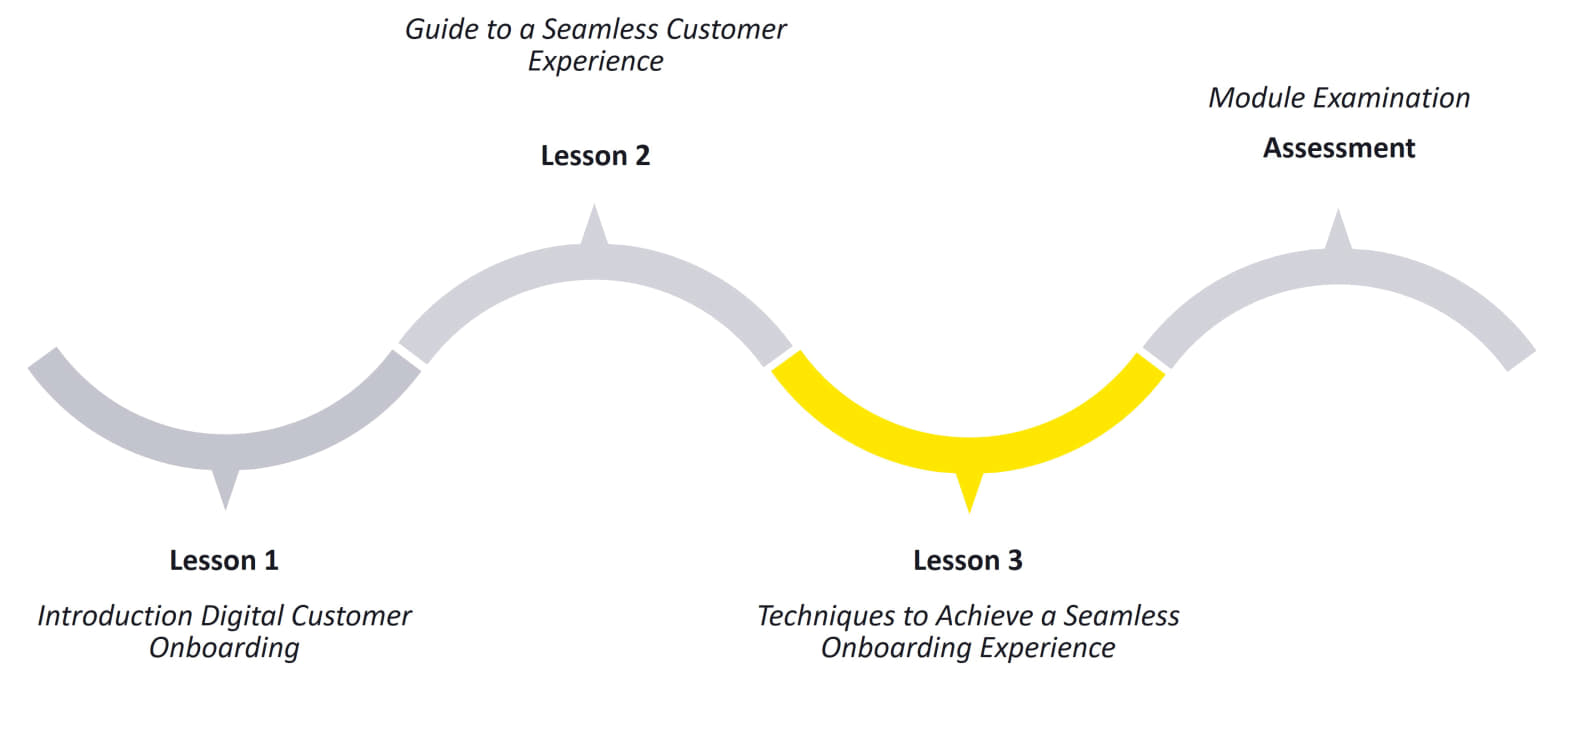 Guide to a Seamless Customer
Experience
Lesson 2
Module Examination
Assessment
Lesson 1
Introduction Digital Customer
Onboarding
Lesson 3
Techniques to Achieve a Seamless
Onboarding Experience